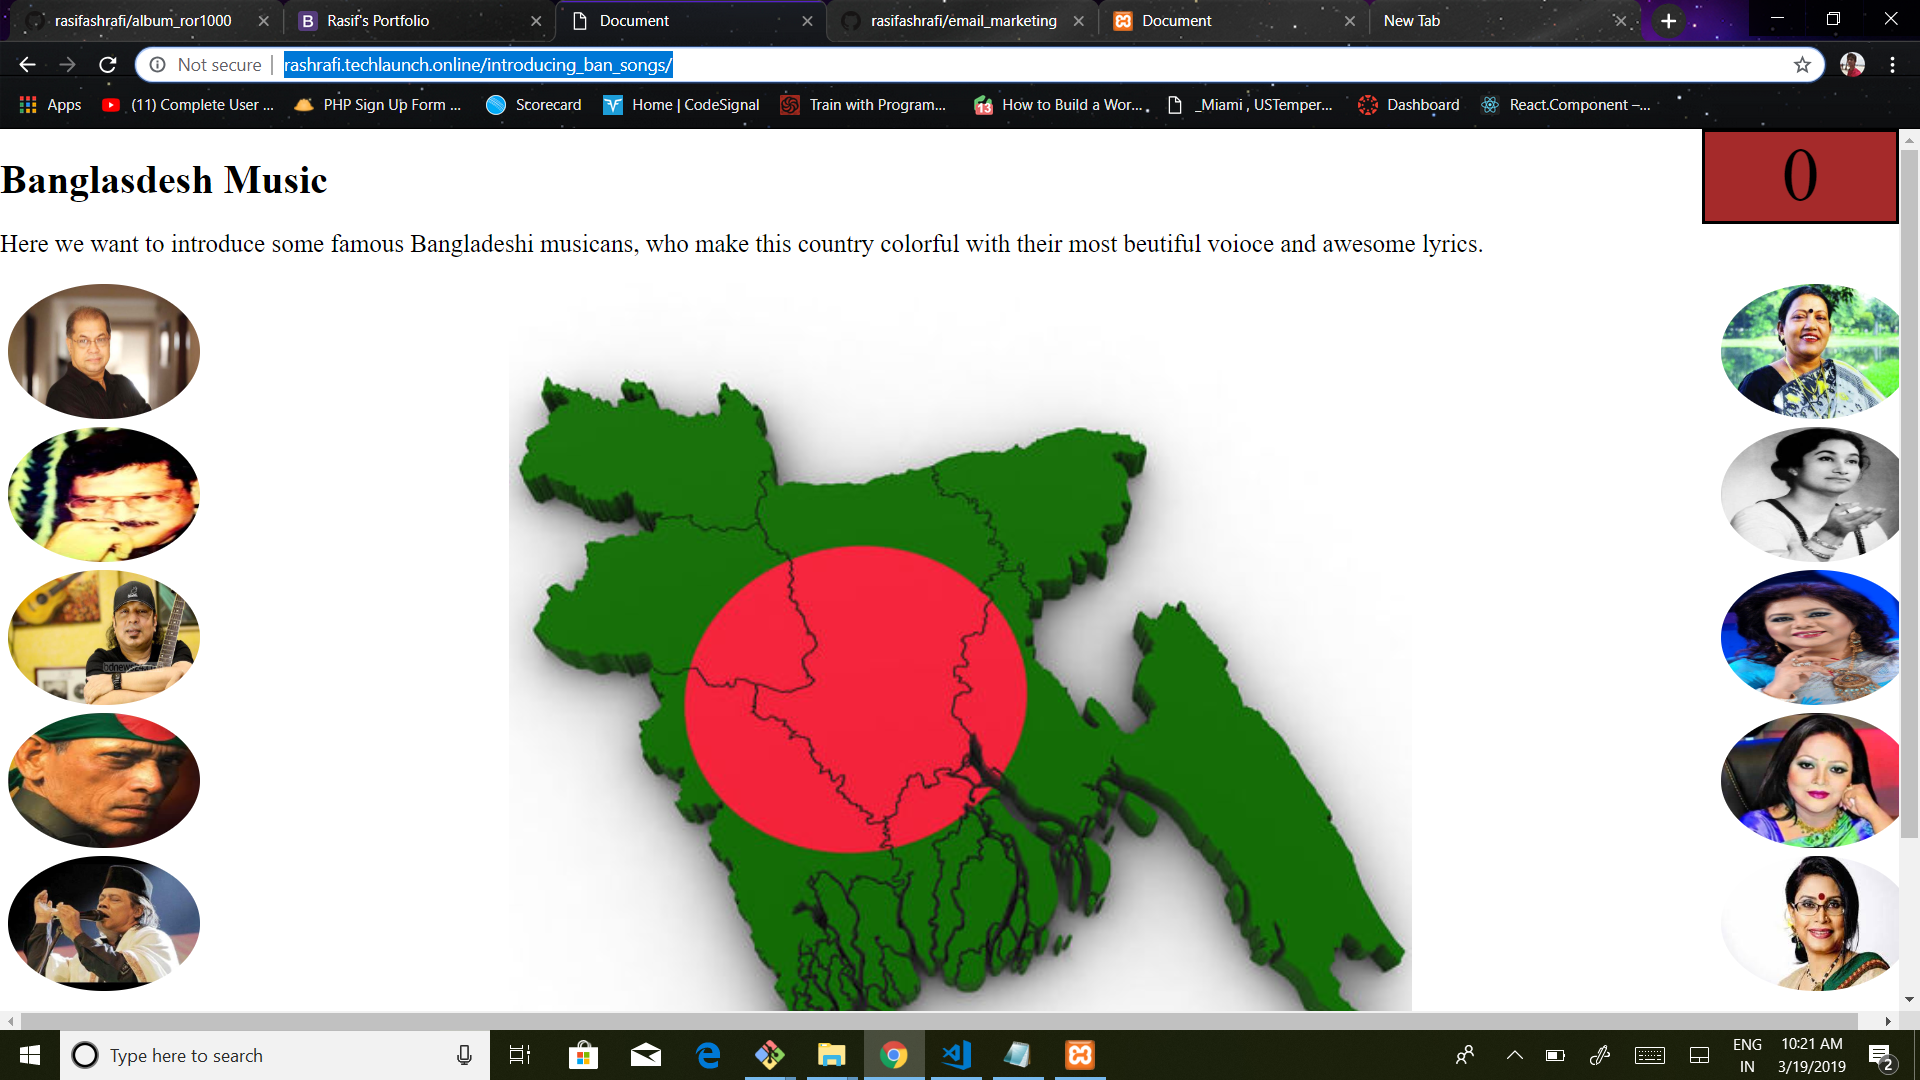 rasifashrafi/album_ror1000
Rasif's Portfolio
Document
rasifashrafi/email_marketing
Document
New Tab
Not secure
rashrafi.techlaunch.online/introducing_ban_songs/
Apps
(11) Complete User ...
PHP Sign Up Form ...
Scorecard
Home | CodeSignal
Train with Program...
How to Build a Wor...
_Miami , USTemper...
Dashboard
React.Component –...
0
Banglasdesh Music
Here we want to introduce some famous Bangladeshi musicans, who make this country colorful with their most beutiful voioce and awesome lyrics.
Type here to search
ENG
IN
10:21 AM
3/19/2019
2